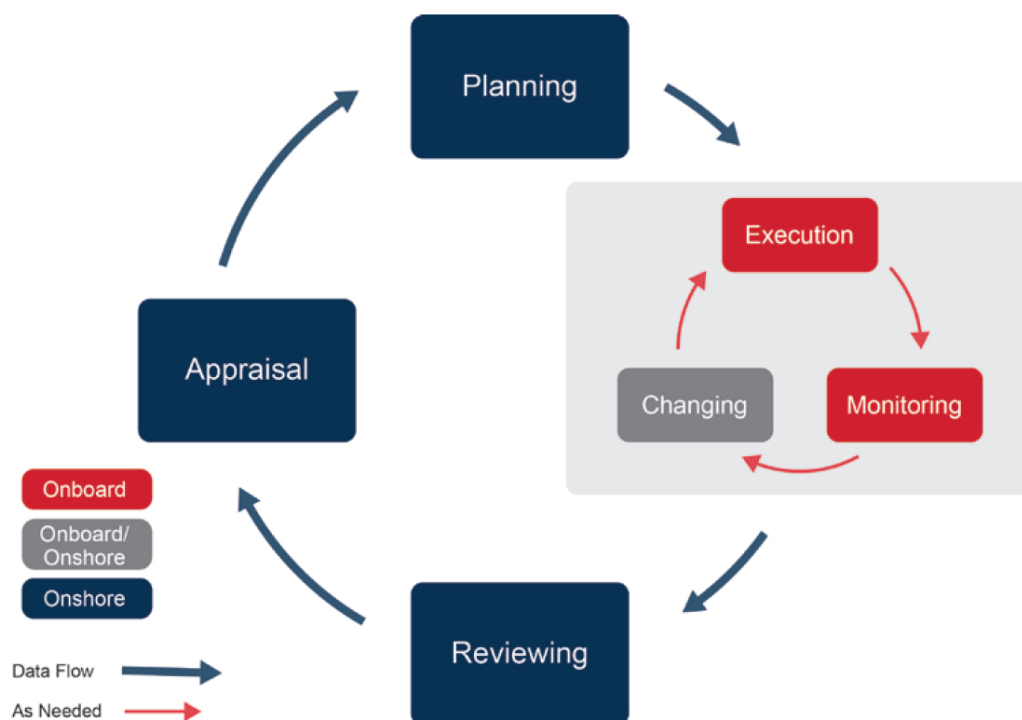 Planning
Execution
Appraisal
Changing
Monitoring
Onboard
Onboard/
Onshore
Onshore
Reviewing
Data Flow
As Needed